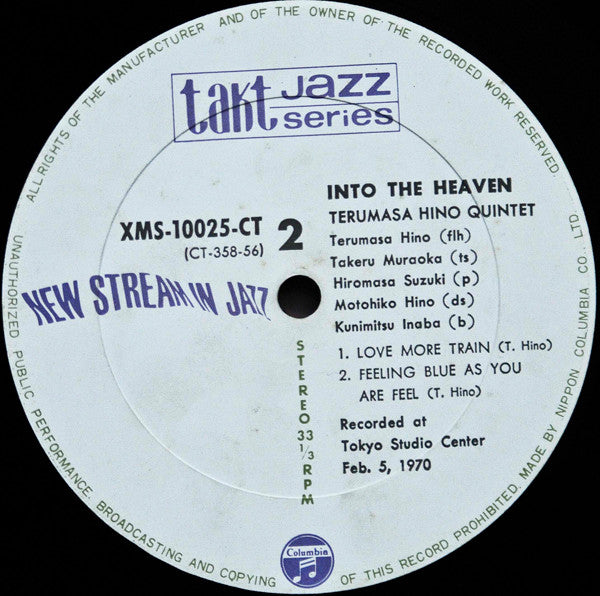 ALL RIGHTS OF THE MANUFACTURER AND OF THE OWNER OF THE RECORDED WORK RESERVED.
UNAUTHORIZED PUBLIC PERFORMANCE, BROADCASTING AND COPYING OF THIS RECORD PROHIBITED. MADE BY NIPPON COLUMBIA CO., LTD.
takt JAZZ
series
XMS-10025-CT
(CT-358-56)
2
NEW STREAM IN JAZZ
INTO THE HEAVEN
TERUMASA HINO QUINTET
Terumasa Hino (flh)
Takeru Muraoka (ts)
Hiromasa Suzuki (p)
Motohiko Hino (ds)
Kunimitsu Inaba (b)
1. LOVE MORE TRAIN (T. Hino)
2. FEELING BLUE AS YOU
ARE FEEL (T. Hino)
Recorded at
Tokyo Studio Center
Feb. 5, 1970
STEREO 33 1/3 RPM
Columbia